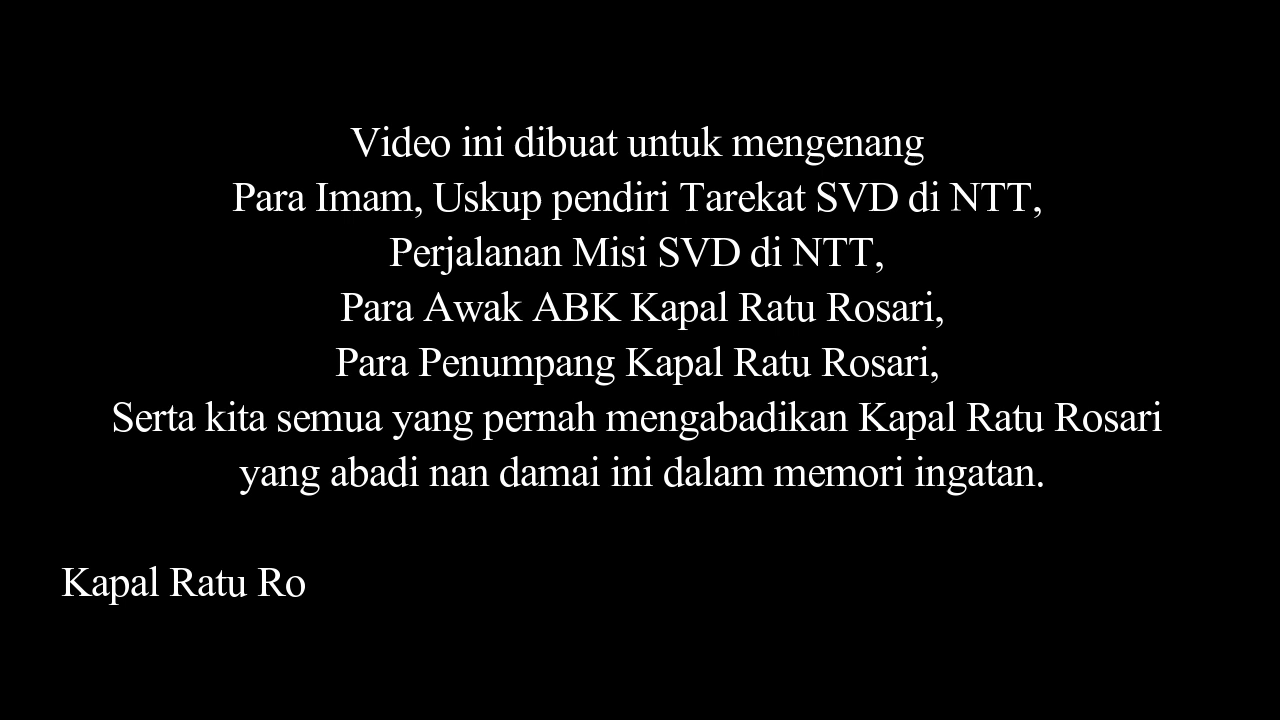 Video ini dibuat untuk mengenang
Para Imam, Uskup pendiri Tarekat SVD di NTT,
Perjalanan Misi SVD di NTT,
Para Awak ABK Kapal Ratu Rosari,
Para Penumpang Kapal Ratu Rosari,
Serta kita semua yang pernah mengabadikan Kapal Ratu Rosari
yang abadi nan damai ini dalam memori ingatan.
Kapal Ratu Ro